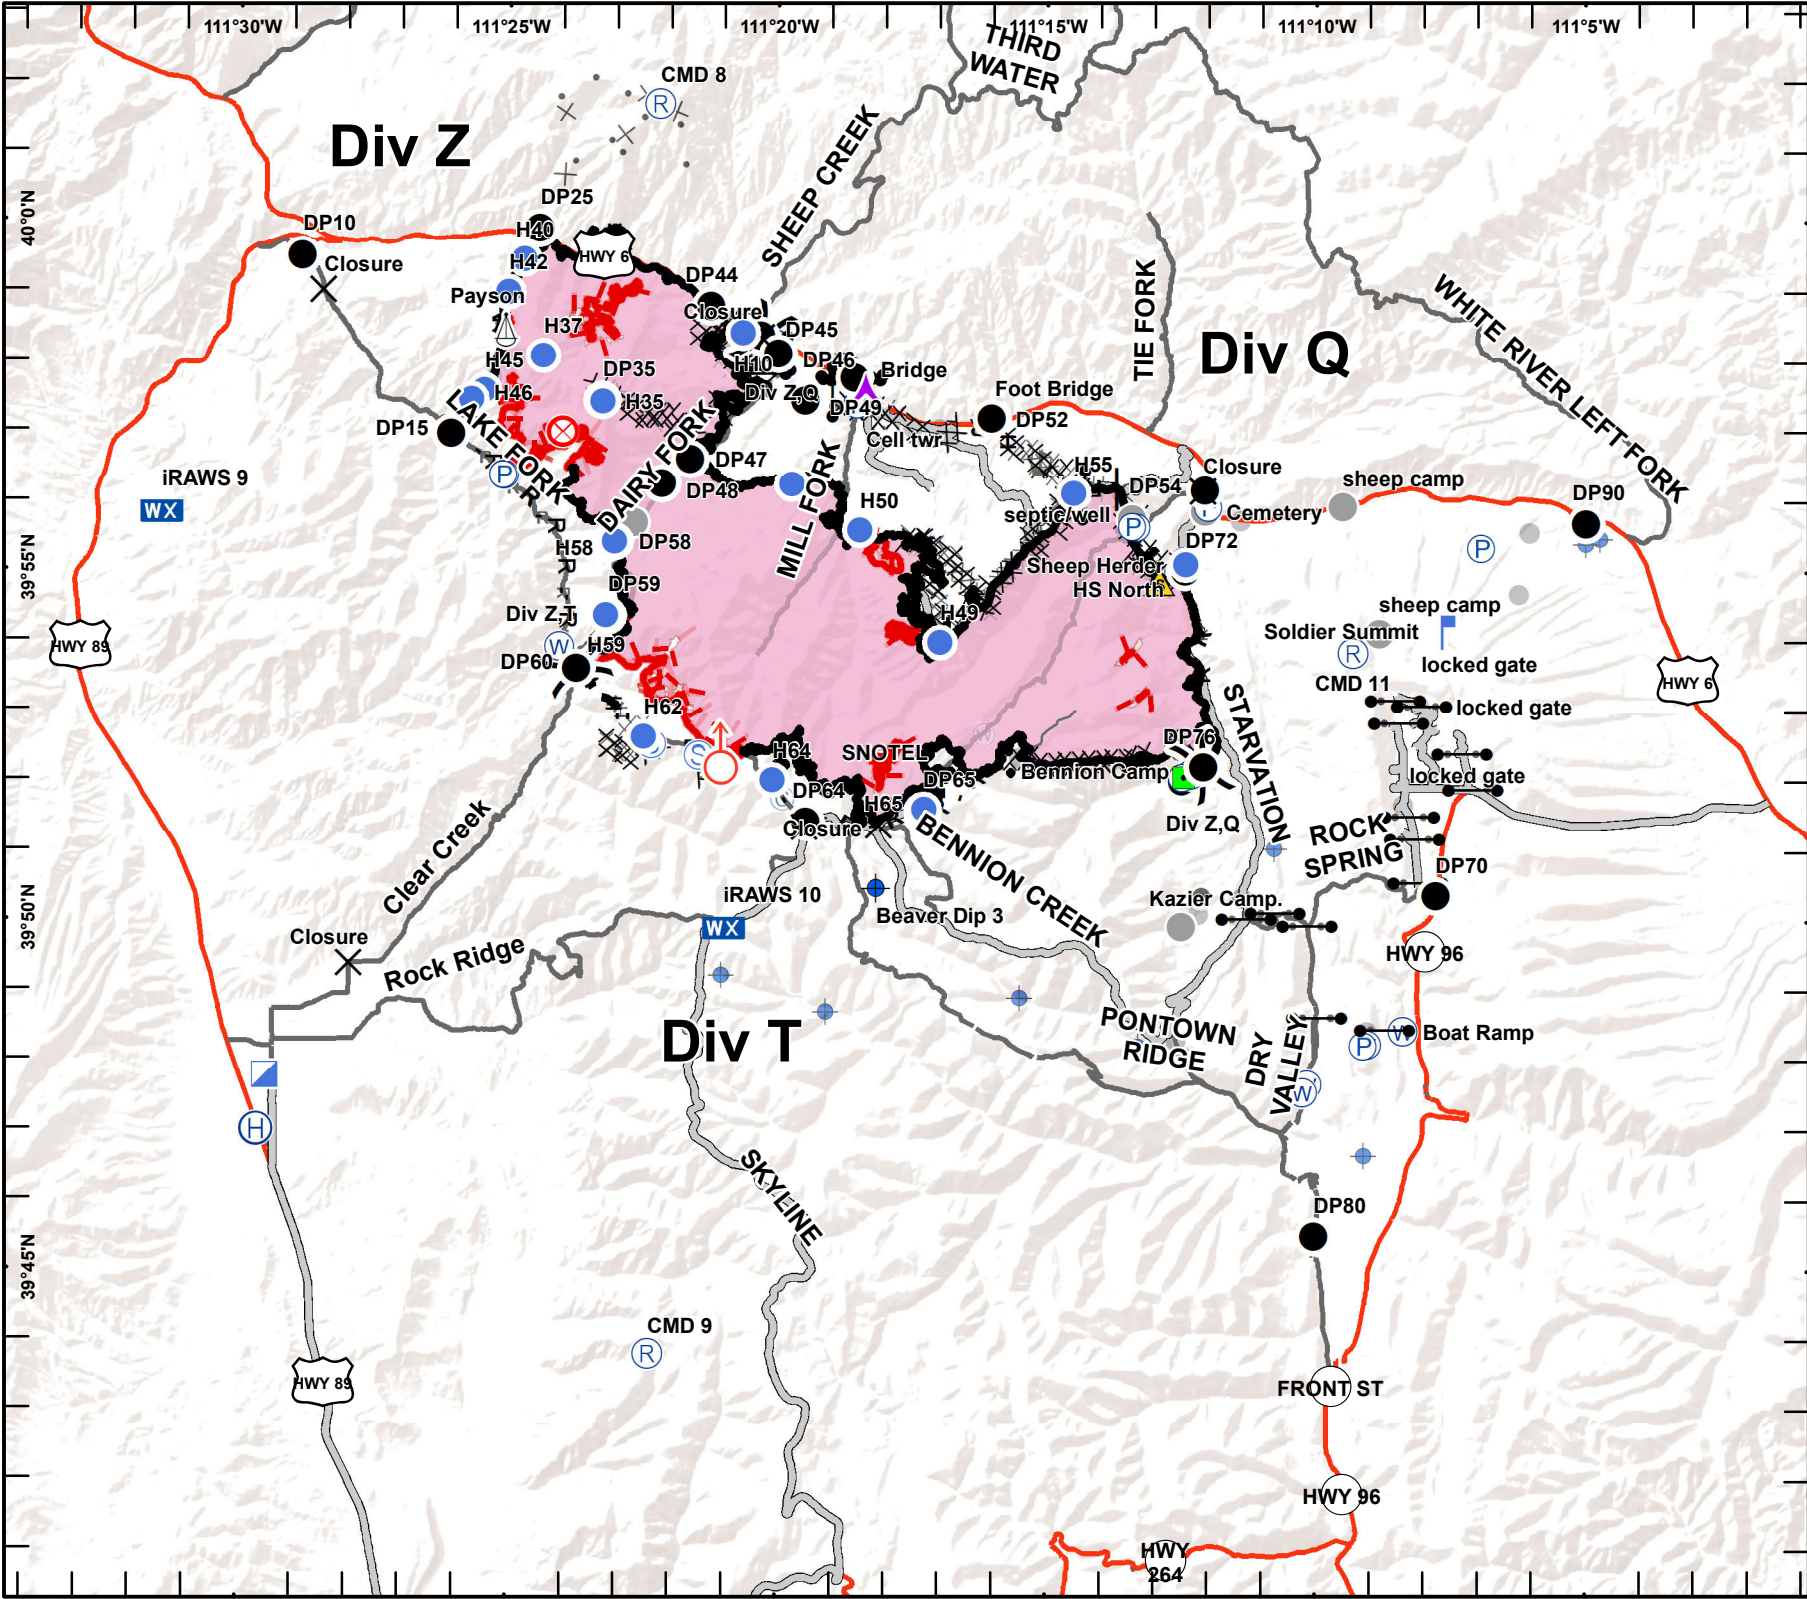 111°30'W
111°25'W
111°20'W
111°15'W
111°10'W
111°5'W
THIRD
WATER
CMD 8
R
Div Z
SHEEP CREEK
DP25
40°0'N
DP10
H40
HWY 6
H42
Closure
DP44
TIE FORK
WHITE RIVER LEFT FORK
Payson
Closure
H37
DP45
Div Q
H45
DP35
H10
DP46
Bridge
H46
H35
Div Z,Q
Foot Bridge
LAKE FORK
DP49
DP52
DP15
DAIRY FORK
Cell twr
DP47
H55
Closure
iRAWS 9
P
DP48
MILL FORK
H50
DP54
sheep camp
DP90
WX
septic/well
P
Cemetery
R
R
R
R
H58
DP58
DP72
P
39°55'N
Sheep Herder
HS North
DP59
sheep camp
Div Z,T
H49
Soldier Summit
HWY 89
W
H59
R
locked gate
DP60
CMD 11
HWY 6
STARVATION
H62
locked gate
W
S
H64
SNOTEL
DP76
DP65
Bennion Camp
locked gate
DP64
H65
Closure
Div Z,Q
ROCK
SPRING
BENNION CREEK
Clear Creek
DP70
iRAWS 10
Kazier Camp.
39°50'N
Beaver Dip 3
WX
Closure
Rock Ridge
HWY 96
PONTOWN
RIDGE
Div T
DRY
VALLEY
W
Boat Ramp
P
W
H
SKYLINE
DP80
39°45'N
CMD 9
R
HWY 89
FRONT ST
HWY 96
HWY
264